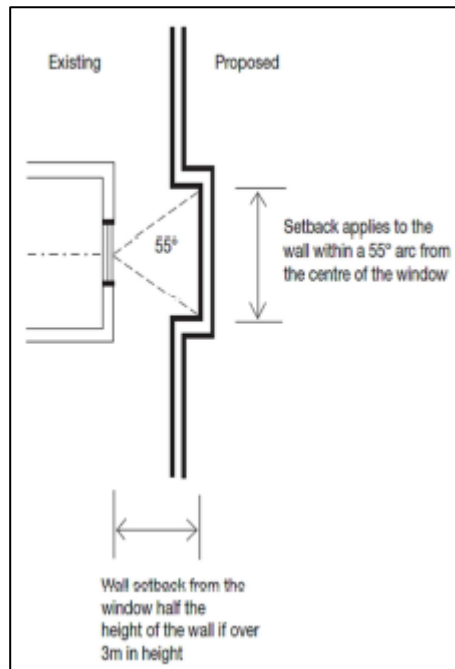 Existing
Proposed
55°
Setback applies to the
wall within a 55° arc from
the centre of the window
Wall setback from the
window half the
height of the wall if over
3m in height